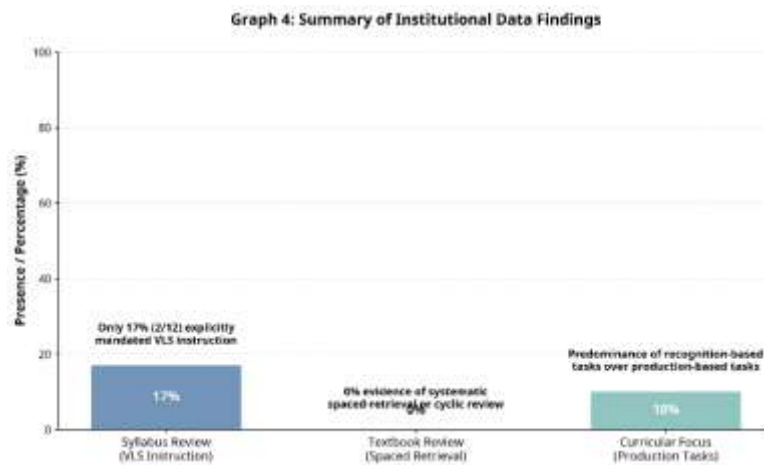 Graph 4: Summary of Institutional Data Findings
Presence / Percentage (%)
100
80
60
40
20
0
Only 17% (2/12) explicitly
mandated VLS instruction
17%
0% evidence of systematic
spaced-retrieval or cyclic review
0%
Predominance of recognition-based
tasks over production-based tasks
10%
Syllabus Review
(VLS Instruction)
Textbook Review
(Spaced Retrieval)
Curricular Focus
(Production Tasks)